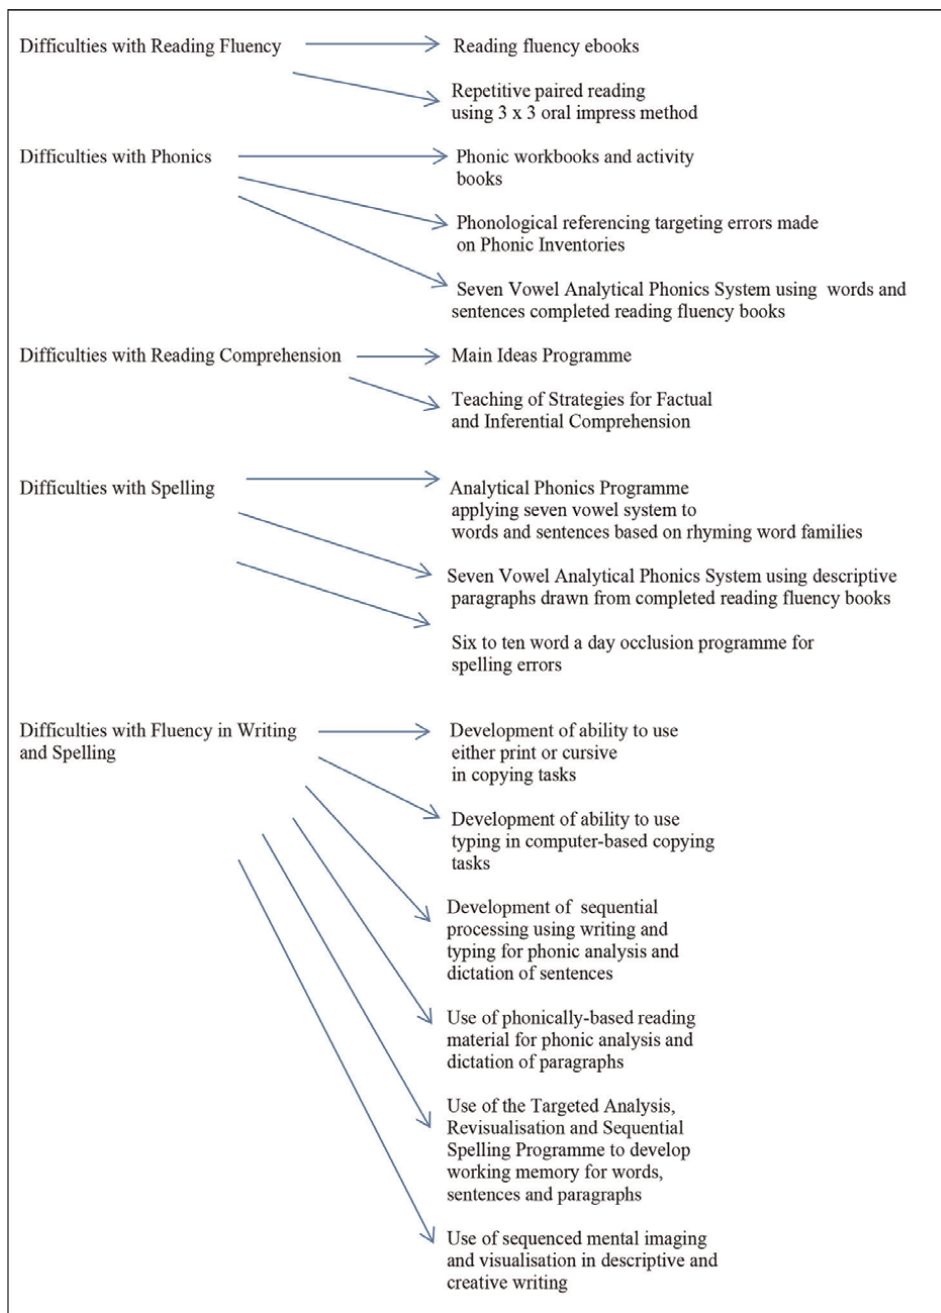 Difficulties with Reading Fluency
Reading fluency ebooks
Repetitive paired reading
using 3 x 3 oral impress method
Difficulties with Phonics
Phonic workbooks and activity
books
Phonological referencing targeting errors made
on Phonic Inventories
Seven Vowel Analytical Phonics System using words and
sentences completed reading fluency books
Difficulties with Reading Comprehension
Main Ideas Programme
Teaching of Strategies for Factual
and Inferential Comprehension
Difficulties with Spelling
Analytical Phonics Programme
applying seven vowel system to
words and sentences based on rhyming word families
Seven Vowel Analytical Phonics System using descriptive
paragraphs drawn from completed reading fluency books
Six to ten word a day occlusion programme for
spelling errors
Difficulties with Fluency in Writing
and Spelling
Development of ability to use
either print or cursive
in copying tasks
Development of ability to use
typing in computer-based copying
tasks
Development of sequential
processing using writing and
typing for phonic analysis and
dictation of sentences
Use of phonically-based reading
material for phonic analysis and
dictation of paragraphs
Use of the Targeted Analysis,
Revisualisation and Sequential
Spelling Programme to develop
working memory for words,
sentences and paragraphs
Use of sequenced mental imaging
and visualisation in descriptive and
creative writing